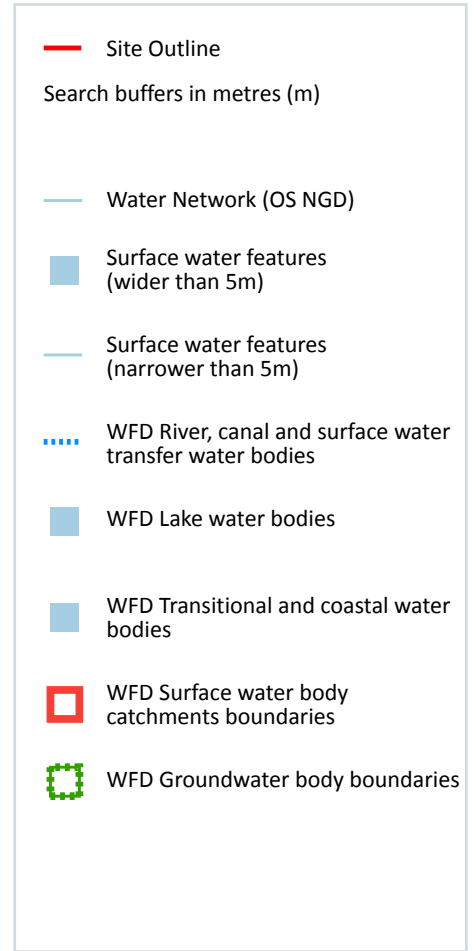 Site Outline
Search buffers in metres (m)
Water Network (OS NGD)
Surface water features
(wider than 5m)
Surface water features
(narrower than 5m)
WFD River, canal and surface water
transfer water bodies
WFD Lake water bodies
WFD Transitional and coastal water
bodies
WFD Surface water body
catchments boundaries
WFD Groundwater body boundaries